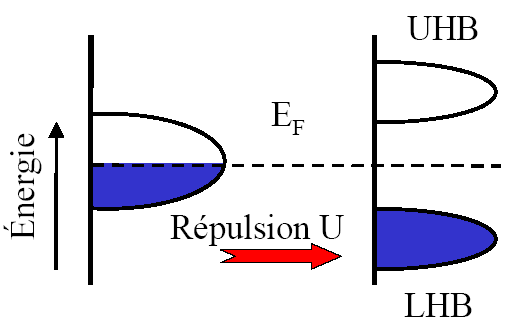 UHB
E_F
Énergie
Répulsion U
LHB